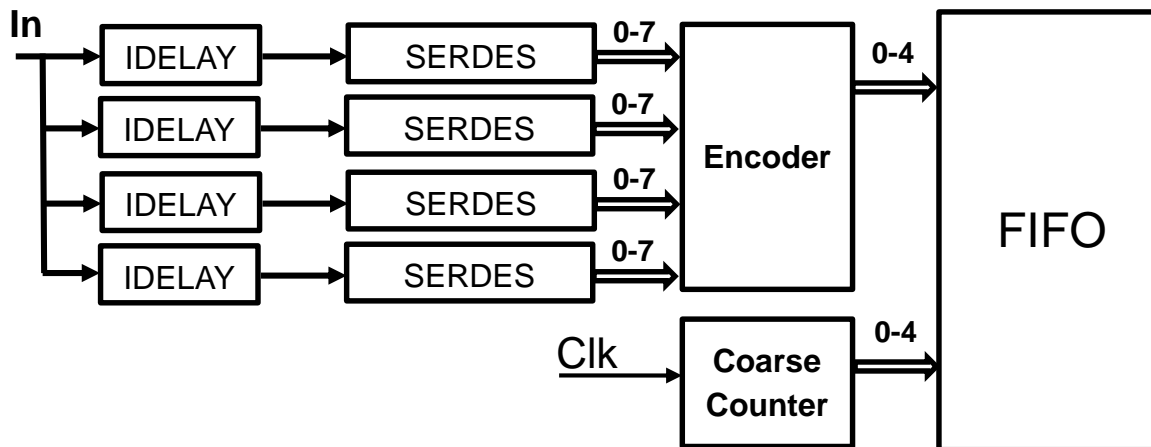 In
IDELAY
SERDES
0-7
IDELAY
SERDES
0-7
IDELAY
SERDES
0-7
IDELAY
SERDES
0-7
Encoder
0-4
FIFO
Clk
Coarse
Counter
0-4